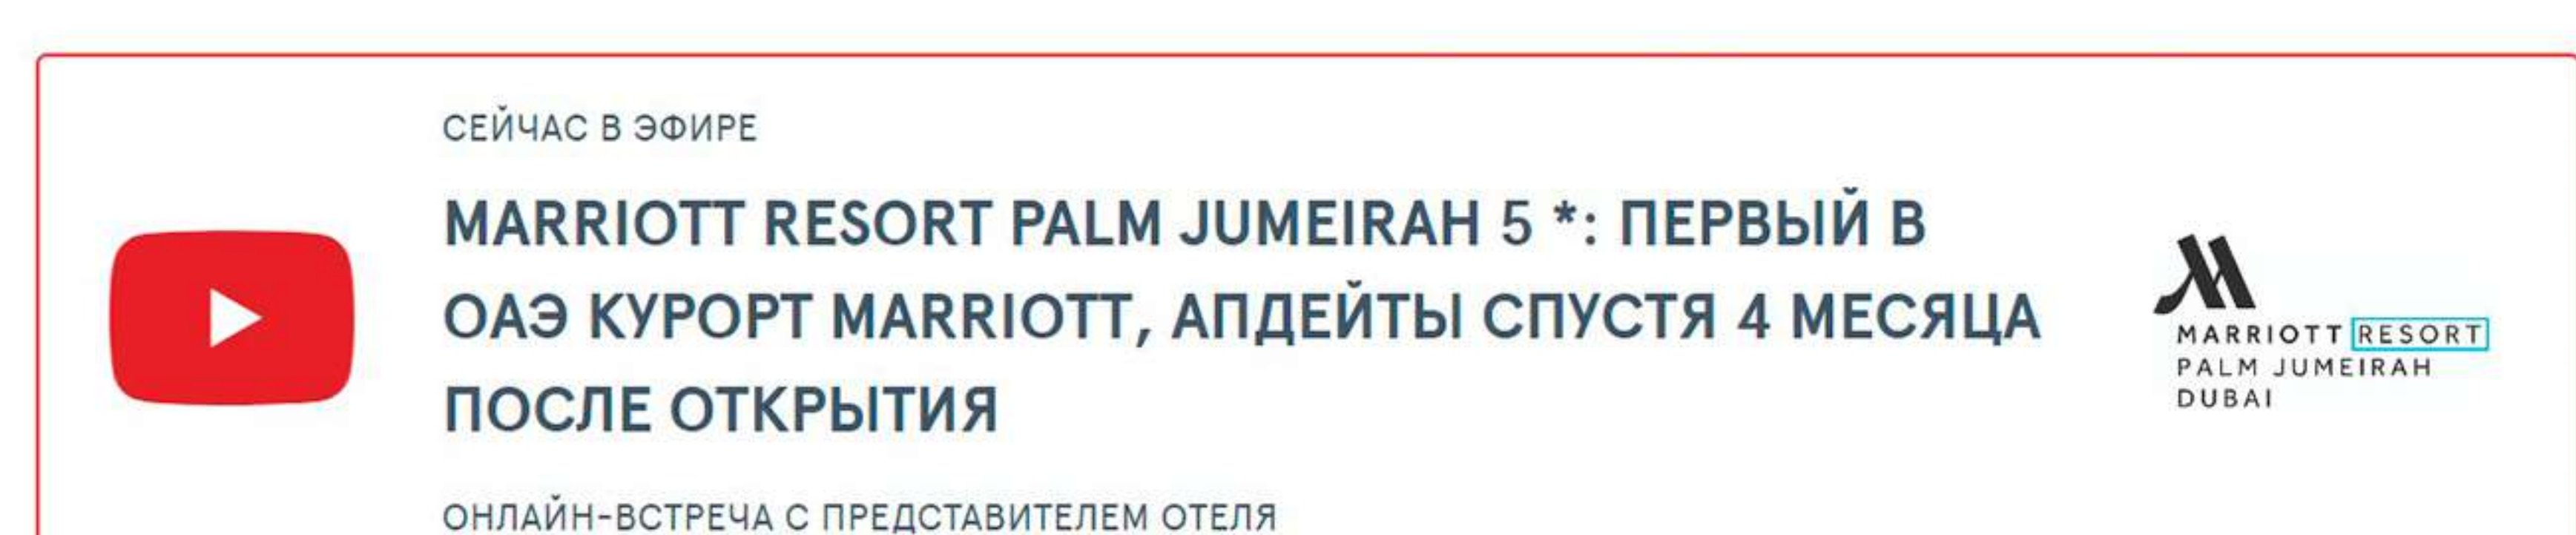 СЕЙЧАС В ЭФИРЕ
MARRIOTT RESORT PALM JUMEIRAH 5 *: ПЕРВЫЙ В
ОАЭ КУРОРТ MARRIOTT, АПДЕЙТЫ СПУСТЯ 4 МЕСЯЦА
ПОСЛЕ ОТКРЫТИЯ
ОНЛАЙН-ВСТРЕЧА С ПРЕДСТАВИТЕЛЕМ ОТЕЛЯ
MARRIOTT RESORT
PALM JUMEIRAH
DUBAI